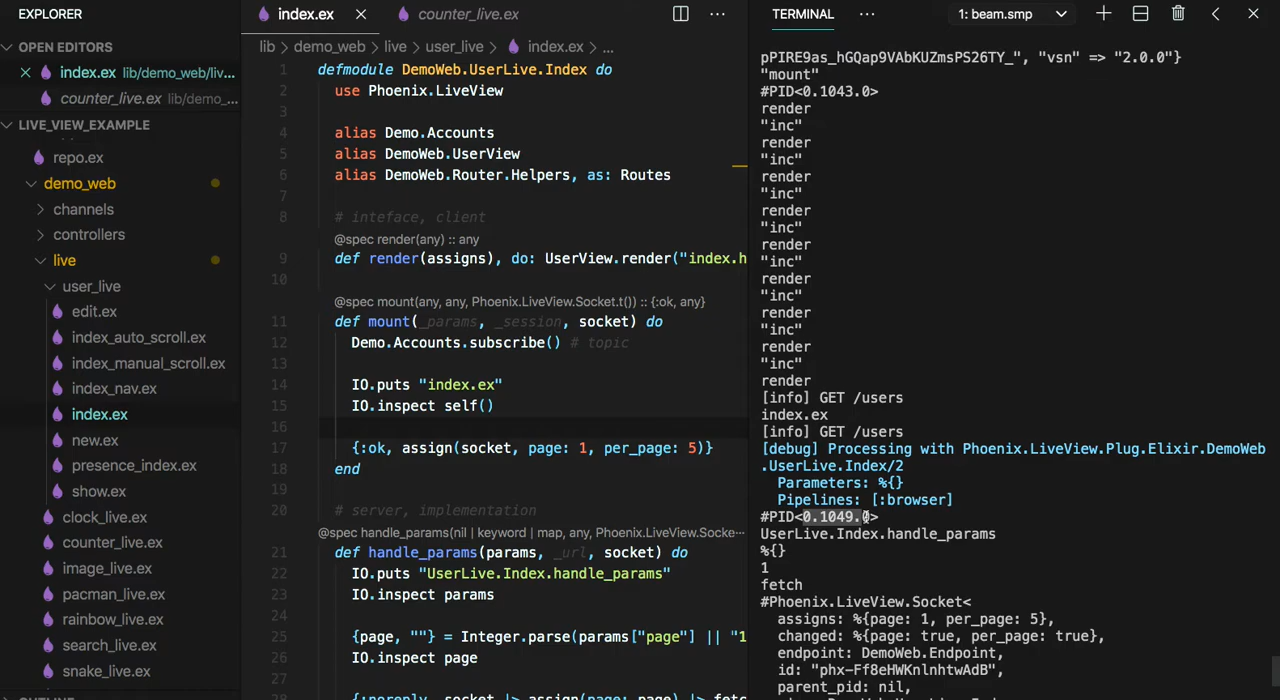 EXPLORER
OPEN EDITORS
index.ex lib/demo_web/liv...
counter_live.ex lib/demo_...
LIVE_VIEW_EXAMPLE
repo.ex
demo_web
channels
controllers
live
user_live
edit.ex
index_auto_scroll.ex
index_manual_scroll.ex
index_nav.ex
index.ex
new.ex
presence_index.ex
show.ex
clock_live.ex
counter_live.ex
image_live.ex
pacman_live.ex
rainbow_live.ex
search_live.ex
snake_live.ex
index.ex
counter_live.ex
lib > demo_web > live > user_live > index.ex > ...
1 defmodule DemoWeb.UserLive.Index do
2 use Phoenix.LiveView
3
4 alias Demo.Accounts
5 alias DemoWeb.UserView
6 alias DemoWeb.Router.Helpers, as: Routes
7
8 # inteface, client
@spec render(any) :: any
9 def render(assigns), do: UserView.render("index.h
10
@spec mount(any, any, Phoenix.LiveView.Socket.t()) :: {:ok, any}
11 def mount(_params, _session, socket) do
12 Demo.Accounts.subscribe() # topic
13
14 IO.puts "index.ex"
15 IO.inspect self()
16
17 {:ok, assign(socket, page: 1, per_page: 5)}
18 end
19
20 # server, implementation
@spec handle_params(nil | keyword | map, any, Phoenix.LiveView.Socke...
21 def handle_params(params, _url, socket) do
22 IO.puts "UserLive.Index.handle_params"
23 IO.inspect params
24
25 {page, ""} = Integer.parse(params["page"] || "1
26 IO.inspect page
27
28 {:noreply, socket |> assign(page: page) |> fetc
TERMINAL
1: beam.smp
pPIRE9as_hGQap9VAbKUZmsPS26TY_", "vsn" => "2.0.0"}
"mount"
#PID<0.1043.0>
render
"inc"
render
"inc"
render
"inc"
render
"inc"
render
"inc"
render
"inc"
render
"inc"
render
"inc"
render
[info] GET /users
index.ex
[info] GET /users
[debug] Processing with Phoenix.LiveView.Plug.Elixir.DemoWeb
.UserLive.Index/2
Parameters: %{}
Pipelines: [:browser]
#PID<0.1049.0>
UserLive.Index.handle_params
%{}
1
fetch
#Phoenix.LiveView.Socket<
assigns: %{page: 1, per_page: 5},
changed: %{page: true, per_page: true},
endpoint: DemoWeb.Endpoint,
id: "phx-Ff8eHWKnlnhtwAdB",
parent_pid: nil,